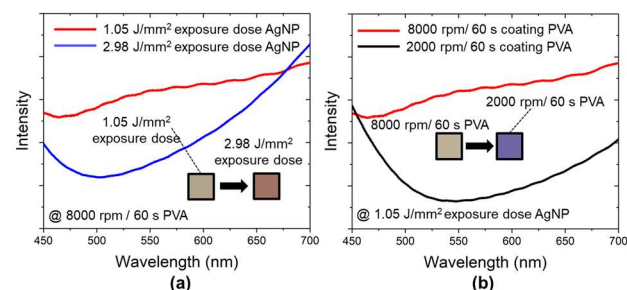 (a)
1.05 J/mm² exposure dose AgNP
2.98 J/mm² exposure dose AgNP
Intensity
1.05 J/mm²
exposure dose
2.98 J/mm²
exposure dose
@ 8000 rpm / 60 s PVA
450 500 550 600 650 700
Wavelength (nm)
(a)
(b)
8000 rpm/ 60 s coating PVA
2000 rpm/ 60 s coating PVA
Intensity
2000 rpm/ 60 s PVA
8000 rpm/ 60 s PVA
@ 1.05 J/mm² exposure dose AgNP
450 500 550 600 650 700
Wavelength (nm)
(b)